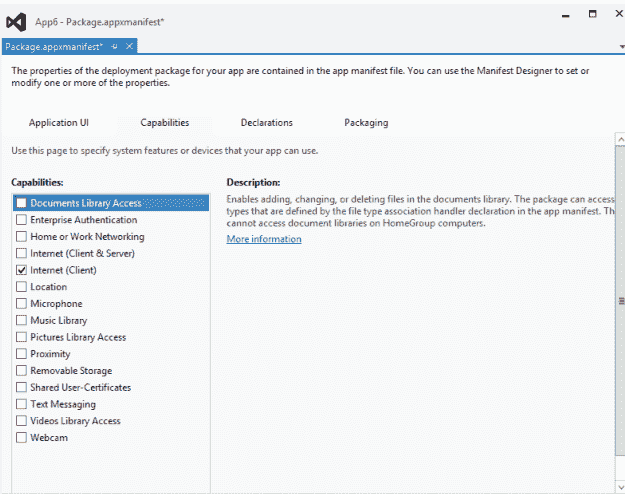 App6 - Package.appxmanifest*
Package.appxmanifest*
The properties of the deployment package for your app are contained in the app manifest file. You can use the Manifest Designer to set or
modify one or more of the properties.
Application UI Capabilities Declarations Packaging
Use this page to specify system features or devices that your app can use.
Capabilities:
Documents Library Access
Enterprise Authentication
Home or Work Networking
Internet (Client & Server)
Internet (Client)
Location
Microphone
Music Library
Pictures Library Access
Proximity
Removable Storage
Shared User-Certificates
Text Messaging
Videos Library Access
Webcam
Description:
Enables adding, changing, or deleting files in the documents library. The package can access
types that are defined by the file type association handler declaration in the app manifest. Th
cannot access document libraries on HomeGroup computers.
More information